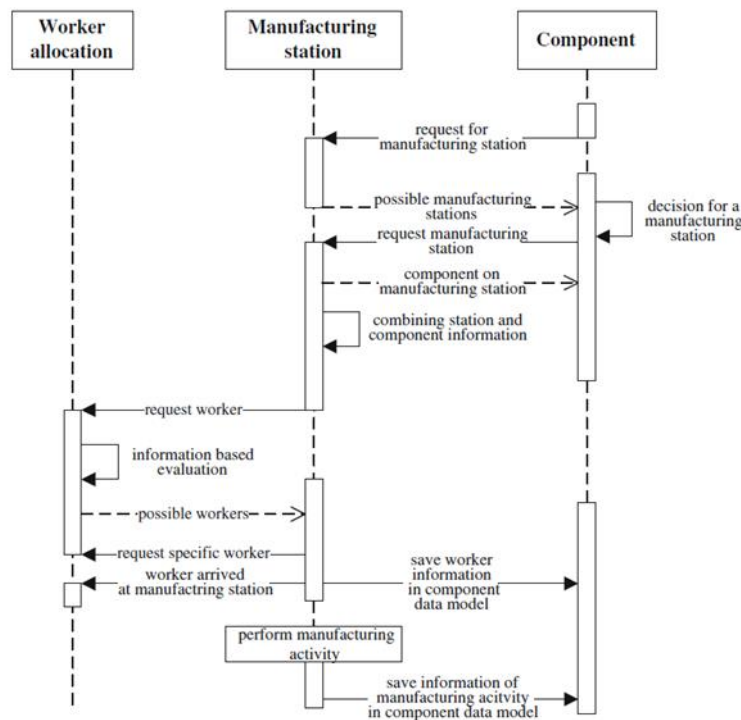 Worker
allocation
Manufacturing
station
Component
request for
manufacturing station
possible manufacturing
stations
decision for a
manufacturing
station
request manufacturing
station
component on
manufacturing station
combining station and
component information
request worker
information based
evaluation
possible workers
request specific worker
worker arrived
at manufactring station
save worker
information
in component
data model
perform manufacturing
activity
save information of
manufacturing acitvity
in component data model